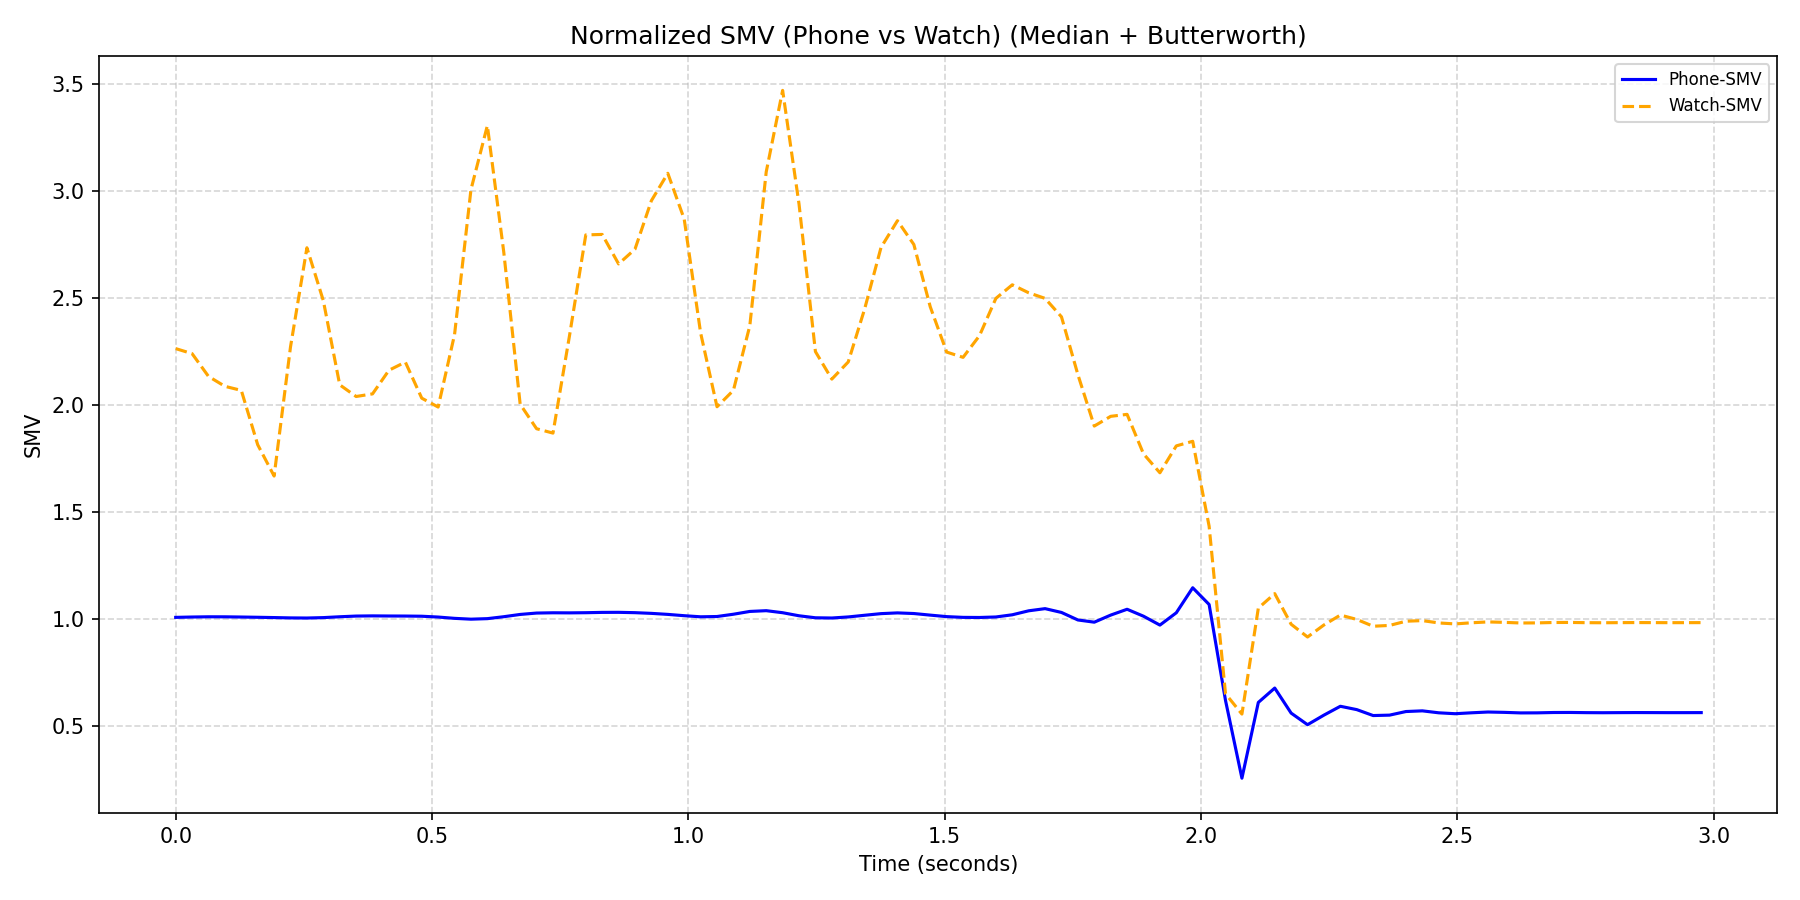 Normalized SMV (Phone vs Watch) (Median + Butterworth)
Phone-SMV
Watch-SMV
SMV
3.5
3.0
2.5
2.0
1.5
1.0
0.5
0.0 0.5 1.0 1.5 2.0 2.5 3.0
Time (seconds)